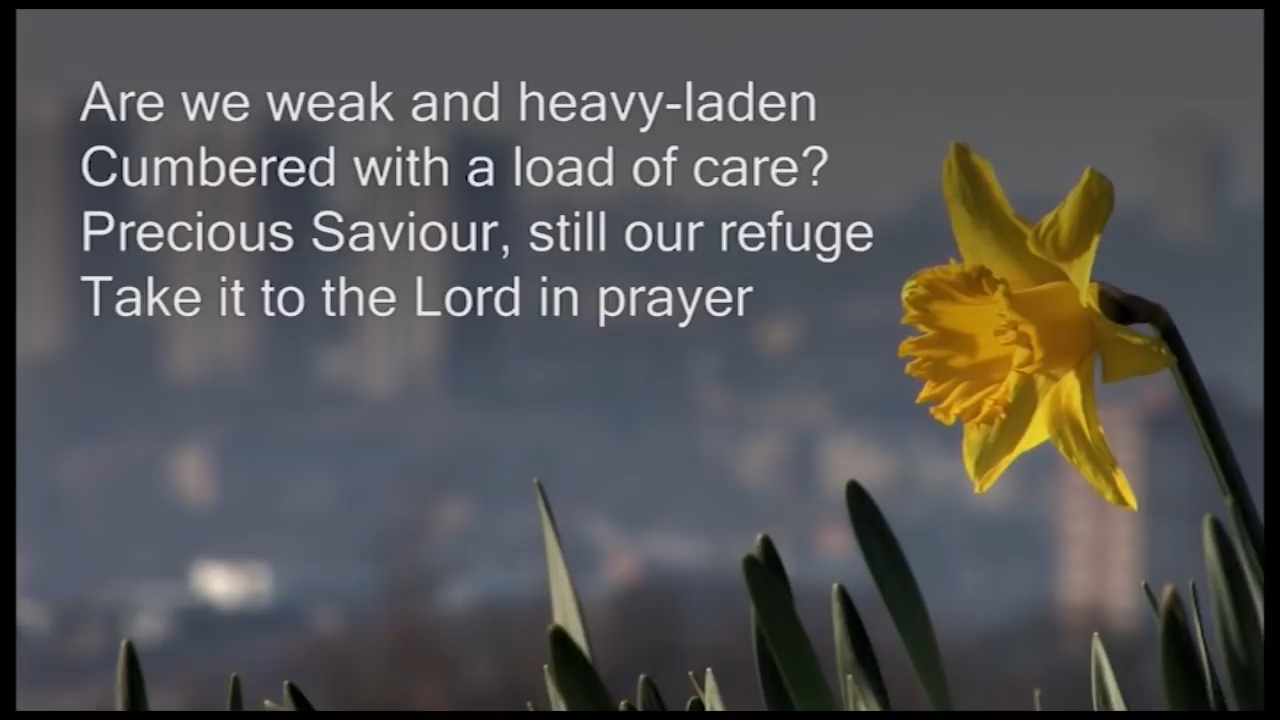 Are we weak and heavy-laden
Cumbered with a load of care?
Precious Saviour, still our refuge
Take it to the Lord in prayer